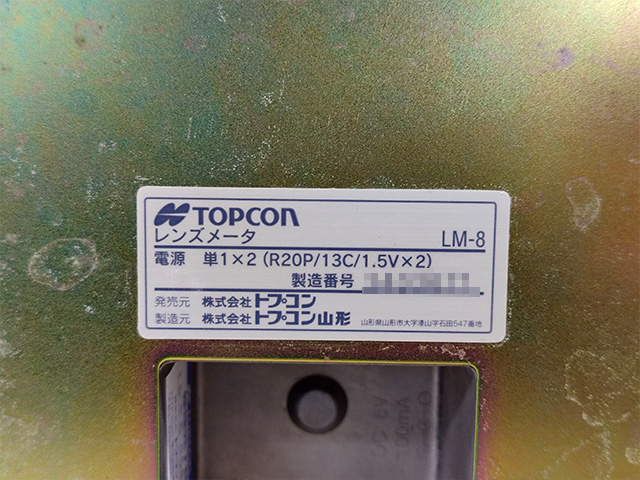 TOPCON
レンズメータ LM-8
電源 単1×2 (R20P/13C/1.5V×2)
製造番号
発売元 株式会社トプコン
製造元 株式会社トプコン山形 山形県山形市大字漆山字石田547番地